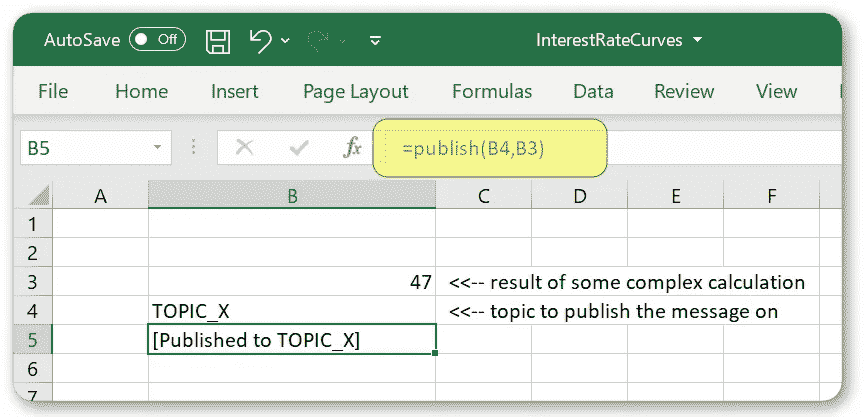 AutoSave Off InterestRateCurves
File Home Insert Page Layout Formulas Data Review View
B5 fx =publish(B4,B3)
A B C D E F
1
2
3 47 <<-- result of some complex calculation
4 TOPIC_X <<-- topic to publish the message on
5 [Published to TOPIC_X]
6
7